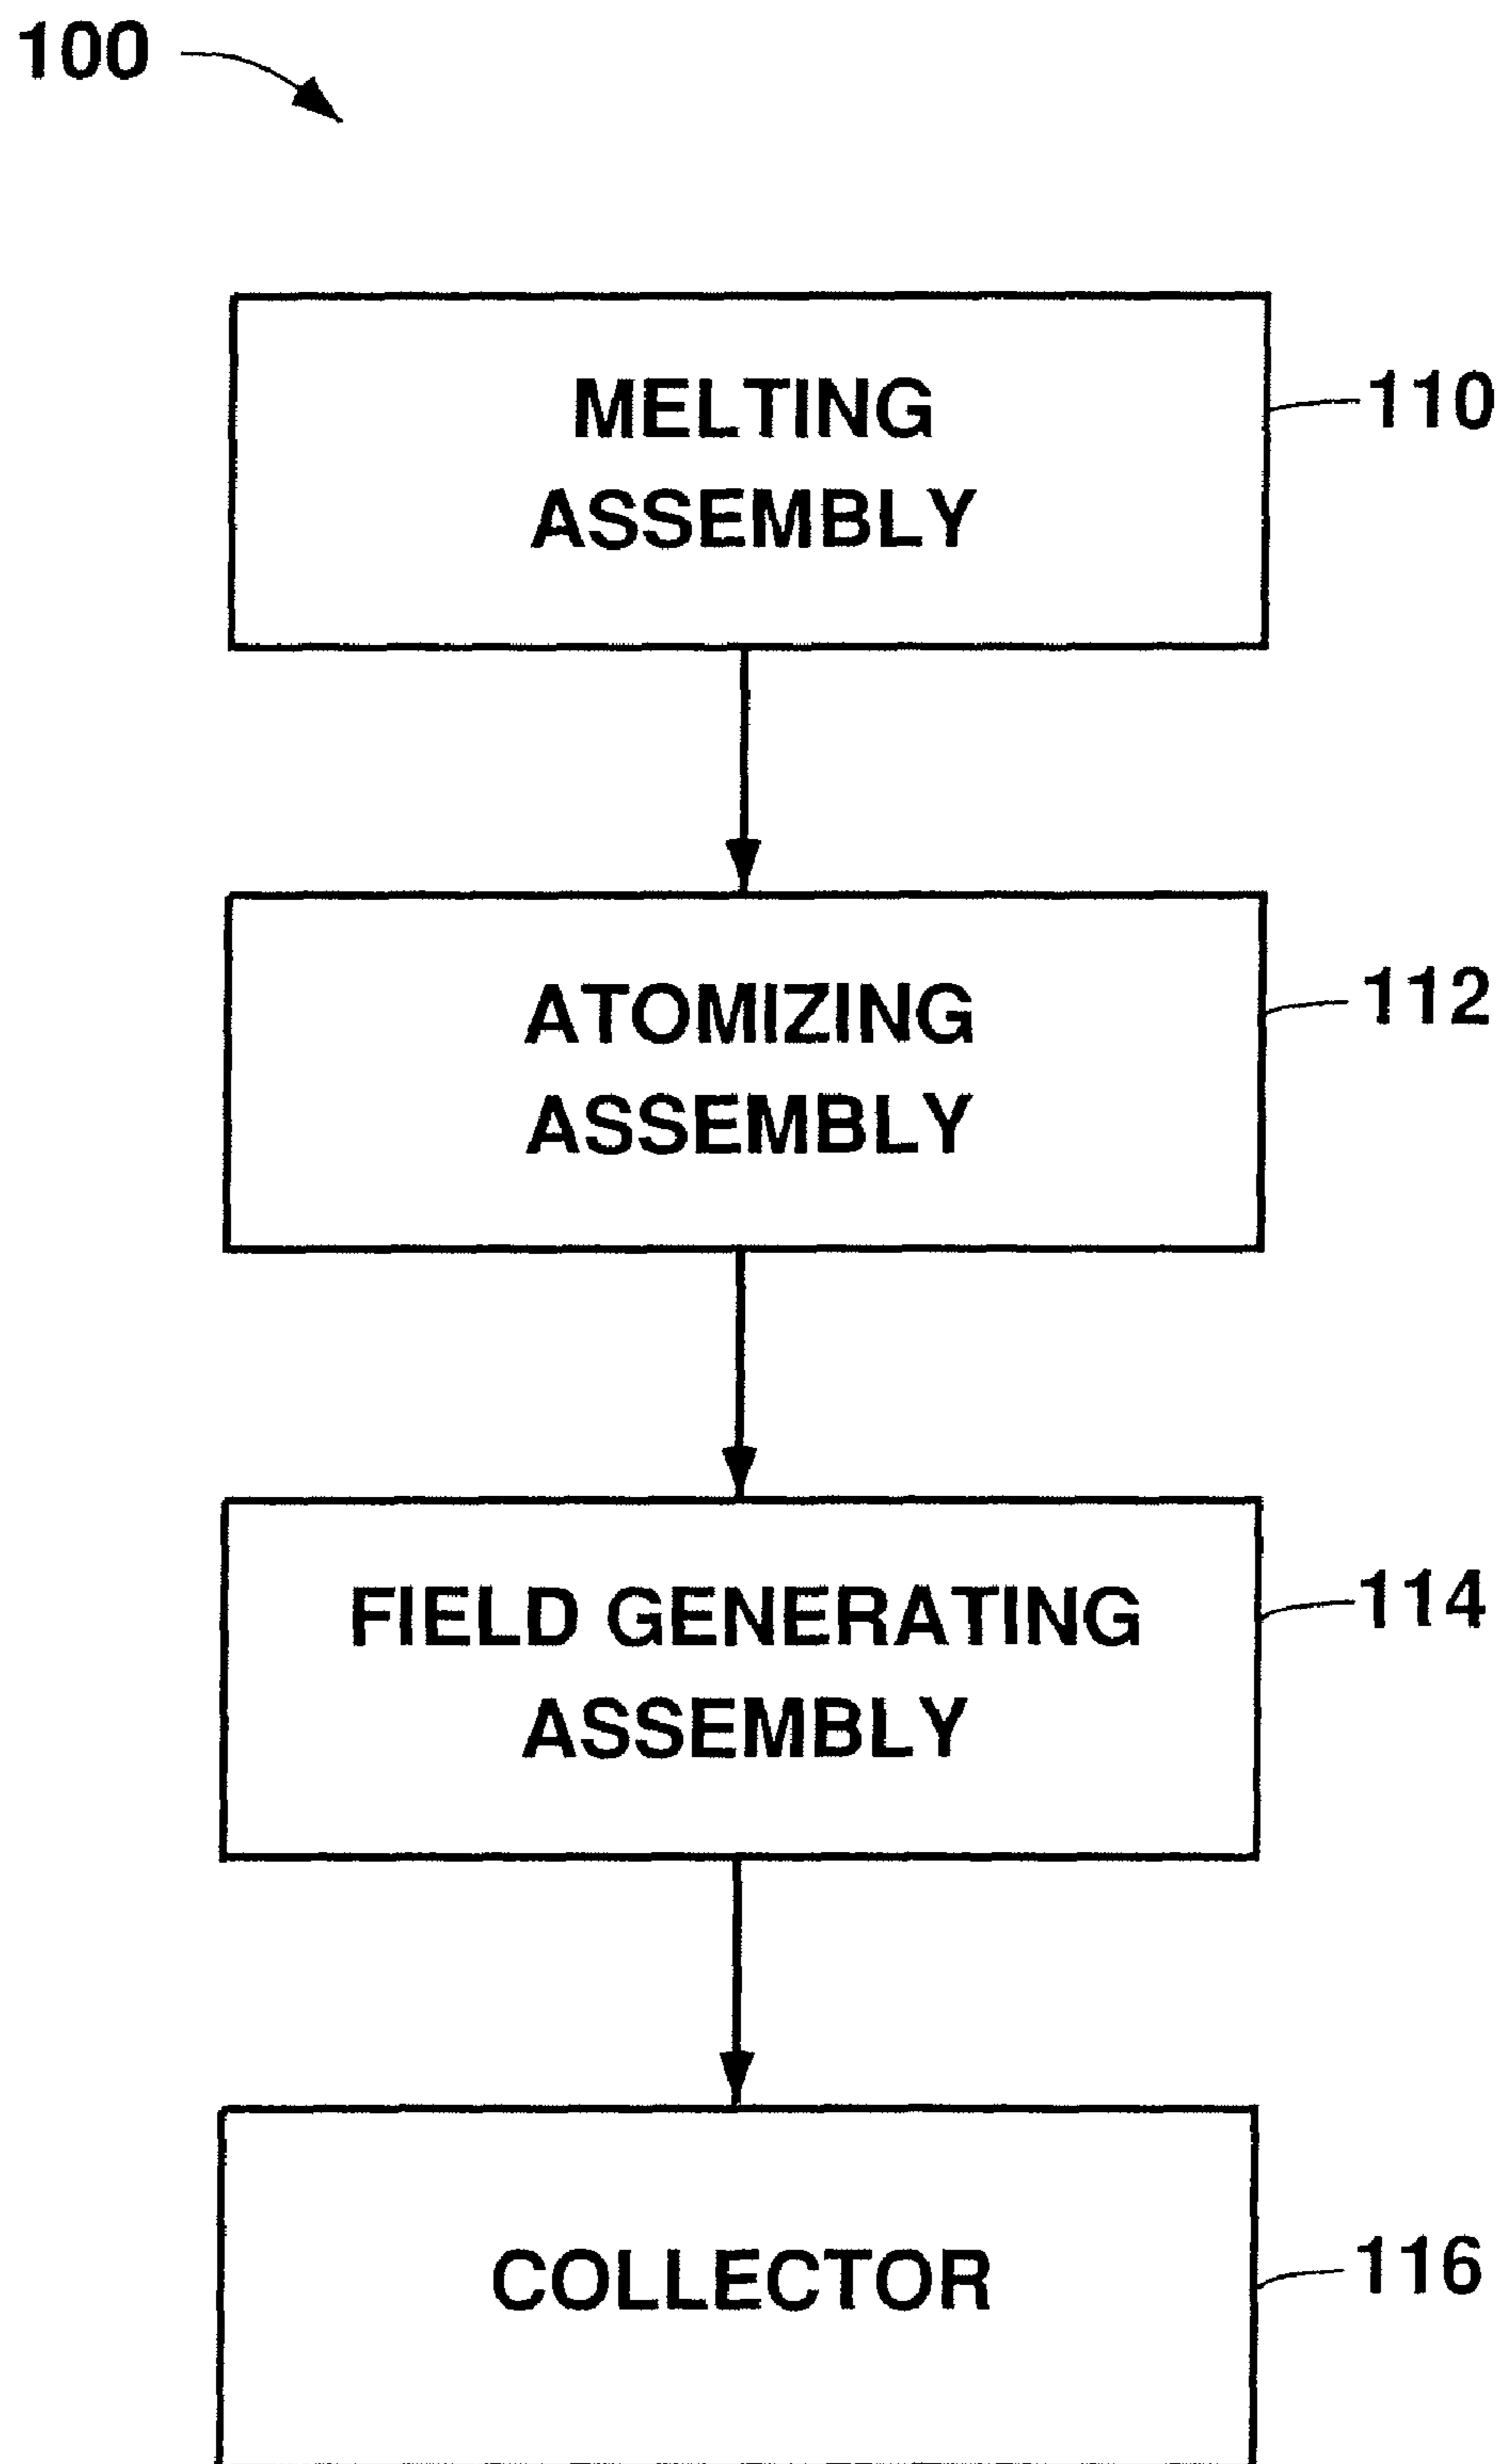 100
MELTING
ASSEMBLY
110
ATOMIZING
ASSEMBLY
112
FIELD GENERATING
ASSEMBLY
114
COLLECTOR
116